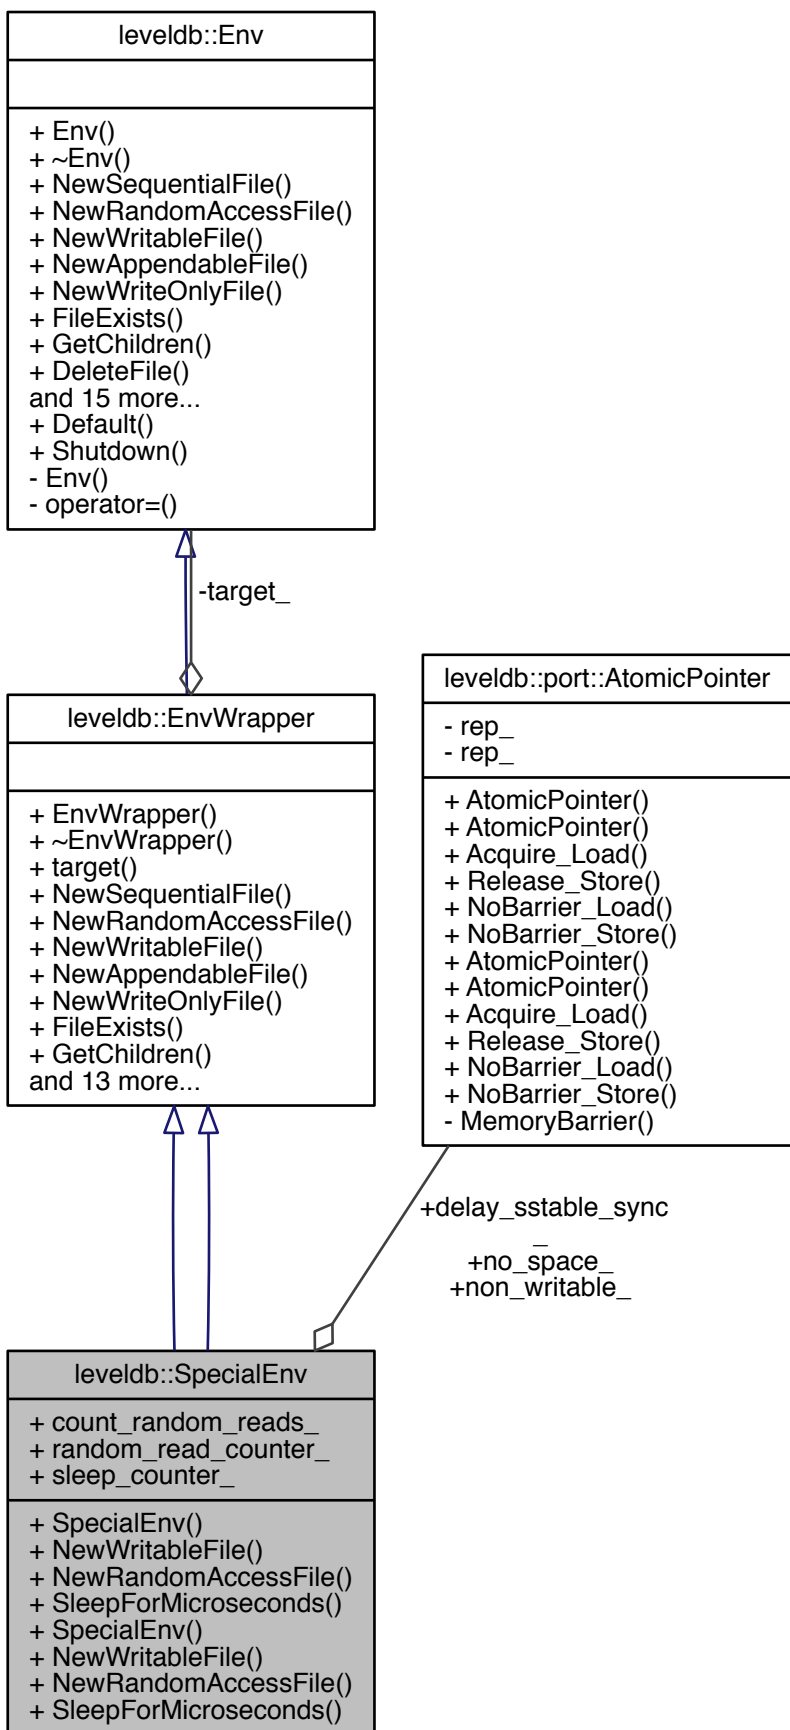 leveldb::Env
+ Env()
+ ~Env()
+ NewSequentialFile()
+ NewRandomAccessFile()
+ NewWritableFile()
+ NewAppendableFile()
+ NewWriteOnlyFile()
+ FileExists()
+ GetChildren()
+ DeleteFile()
and 15 more...
+ Default()
+ Shutdown()
- Env()
- operator=()
-target_
leveldb::EnvWrapper
+ EnvWrapper()
+ ~EnvWrapper()
+ target()
+ NewSequentialFile()
+ NewRandomAccessFile()
+ NewWritableFile()
+ NewAppendableFile()
+ NewWriteOnlyFile()
+ FileExists()
+ GetChildren()
and 13 more...
leveldb::port::AtomicPointer
- rep_
- rep_
+ AtomicPointer()
+ AtomicPointer()
+ Acquire_Load()
+ Release_Store()
+ NoBarrier_Load()
+ NoBarrier_Store()
+ AtomicPointer()
+ AtomicPointer()
+ Acquire_Load()
+ Release_Store()
+ NoBarrier_Load()
+ NoBarrier_Store()
- MemoryBarrier()
+delay_sstable_sync
_
+no_space_
+non_writable_
leveldb::SpecialEnv
+ count_random_reads_
+ random_read_counter_
+ sleep_counter_
+ SpecialEnv()
+ NewWritableFile()
+ NewRandomAccessFile()
+ SleepForMicroseconds()
+ SpecialEnv()
+ NewWritableFile()
+ NewRandomAccessFile()
+ SleepForMicroseconds()